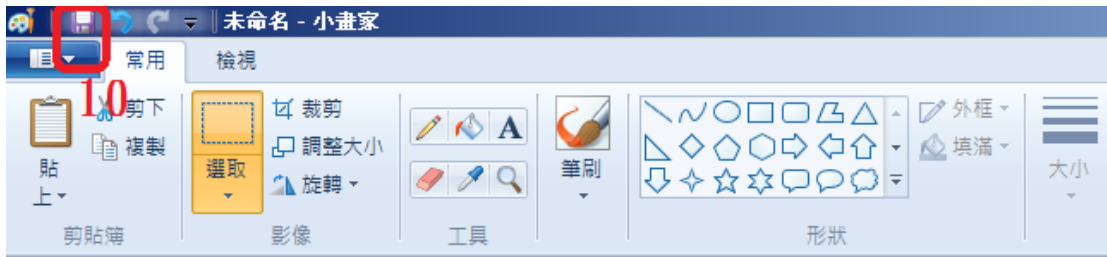 未命名 - 小畫家
常用 檢視
10
剪下
複製
貼上
剪貼簿
選取
裁剪
調整大小
旋轉
影像
A
工具
筆刷
形狀
外框
填滿
大小